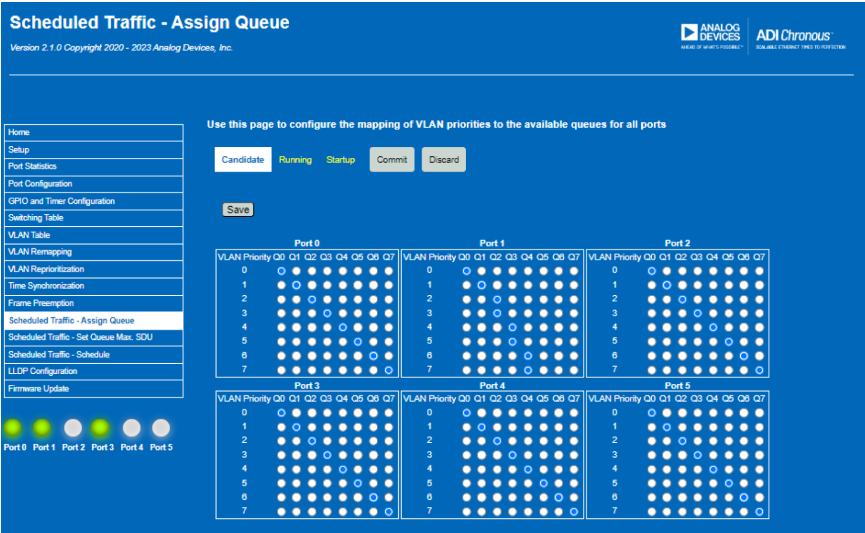 Scheduled Traffic - Assign Queue
Version 2.1.0 Copyright 2020 - 2023 Analog Devices, Inc.
ANALOG
DEVICES
AHEAD OF WHAT'S POSSIBLE™
ADI Chronous™
SCALABLE ETHERNET TIMED TO PERFECTION
Home
Setup
Port Statistics
Port Configuration
GPIO and Timer Configuration
Switching Table
VLAN Table
VLAN Remapping
VLAN Reprioritization
Time Synchronization
Frame Preemption
Scheduled Traffic - Assign Queue
Scheduled Traffic - Set Queue Max. SDU
Scheduled Traffic - Schedule
LLDP Configuration
Firmware Update
Port 0 Port 1 Port 2 Port 3 Port 4 Port 5
Use this page to configure the mapping of VLAN priorities to the available queues for all ports
Candidate Running Startup Commit Discard
Save
Port 0
VLAN Priority Q0 Q1 Q2 Q3 Q4 Q5 Q6 Q7
0
1
2
3
4
5
6
7
Port 1
VLAN Priority Q0 Q1 Q2 Q3 Q4 Q5 Q6 Q7
0
1
2
3
4
5
6
7
Port 2
VLAN Priority Q0 Q1 Q2 Q3 Q4 Q5 Q6 Q7
0
1
2
3
4
5
6
7
Port 3
VLAN Priority Q0 Q1 Q2 Q3 Q4 Q5 Q6 Q7
0
1
2
3
4
5
6
7
Port 4
VLAN Priority Q0 Q1 Q2 Q3 Q4 Q5 Q6 Q7
0
1
2
3
4
5
6
7
Port 5
VLAN Priority Q0 Q1 Q2 Q3 Q4 Q5 Q6 Q7
0
1
2
3
4
5
6
7